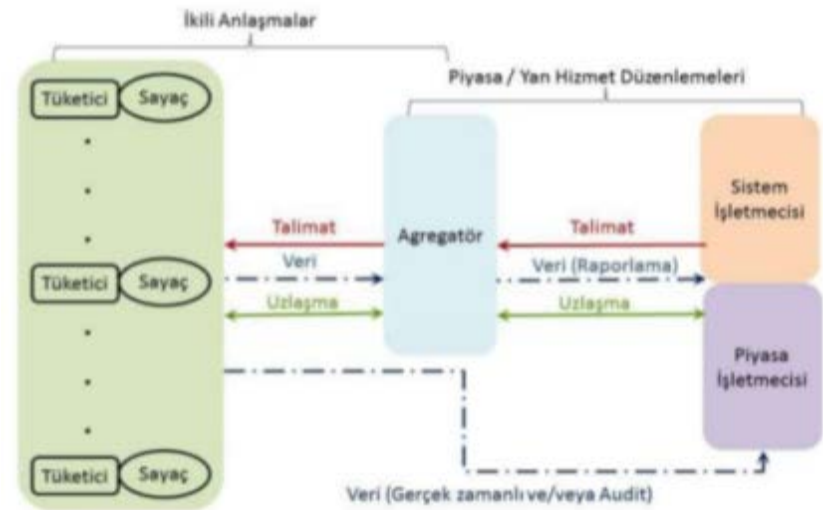 İkili Anlaşmalar
Piyasa / Yan Hizmet Düzenlemeleri
Tüketici Sayaç
Sistem
İşletmecisi
Talimat
Agregatör
Talimat
Veri
Veri (Raporlama)
Tüketici Sayaç
Uzlaşma
Uzlaşma
Piyasa
İşletmecisi
Tüketici Sayaç
Veri (Gerçek zamanlı ve/veya Audit)